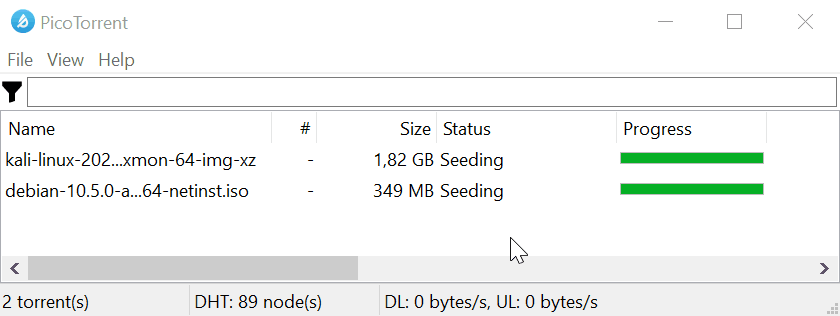 PicoTorrent
File View Help
Name # Size Status Progress
kali-linux-202...xmon-64-img-xz - 1,82 GB Seeding
debian-10.5.0-a...64-netinst.iso - 349 MB Seeding
2 torrent(s) DHT: 89 node(s) DL: 0 bytes/s, UL: 0 bytes/s